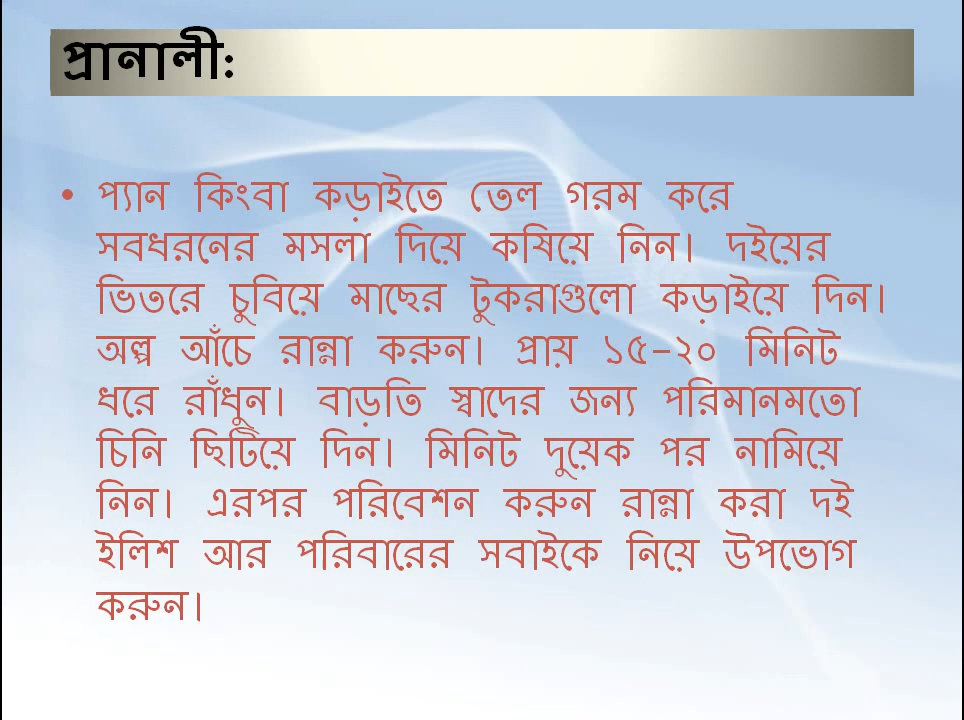 প্রানালী:
• প্যান কিংবা কড়াইতে তেল গরম করে
সবধরনের মসলা দিয়ে কষিয়ে নিন। দইয়ের
ভিতরে চুবিয়ে মাছের টুকরাগুলো কড়াইয়ে দিন।
অল্প আঁচে রান্না করুন। প্রায় ১৫-২০ মিনিট
ধরে রাঁধুন। বাড়তি স্বাদের জন্য পরিমানমতো
চিনি ছিটিয়ে দিন। মিনিট দুয়েক পর নামিয়ে
নিন। এরপর পরিবেশন করুন রান্না করা দই
ইলিশ আর পরিবারের সবাইকে নিয়ে উপভোগ
করুন।